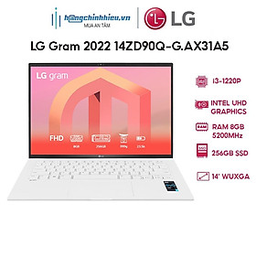 hangchinhhieu.vn
MUA AN TÂM
LG
LG Gram 2022 14ZD90Q-G.AX31A5
LG gram
FHD
i3-1220P
INTEL UHD
GRAPHICS
RAM 8GB
5200MHz
256GB SSD
14' WUXGA